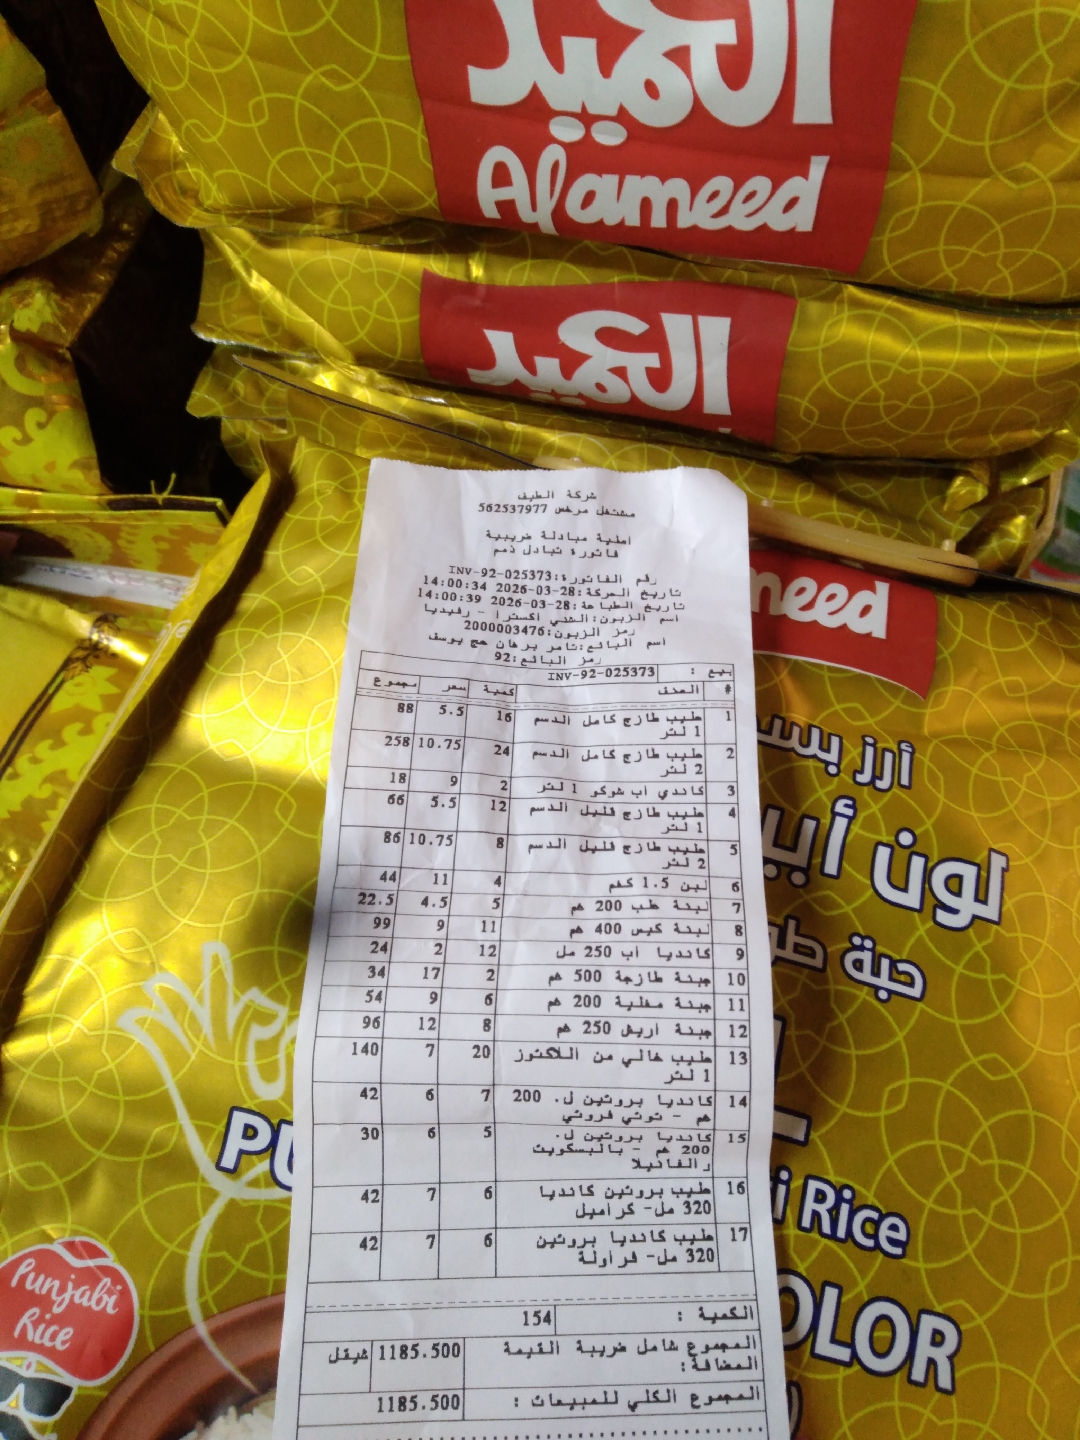 العميد
Alameed
العميد
meed
شركة الطيف
مشتغل مرخص 562537977
اصلية مبادلة ضريبية
فاتورة تبادل ذمم
رقم الفاتورة:INV-92-025373
تاريخ الحركة:28-03-2026 14:00:34
تاريخ الطباعة:28-03-2026 14:00:39
اسم الزبون:الشني اكسترا - رفيديا
رمز الزبون:2000003476
اسم البائع:تامر برهان حج يوسف
رمز البائع:92
بيع : INV-92-025373
# الصنف كمية سعر مجموع
1 حليب طازج كامل الدسم 16 5.5 88
1 لتر
2 حليب طازج كامل الدسم 24 10.75 258
2 لتر
3 كاندي اب شوكو 1 لتر 2 9 18
4 حليب طازج قليل الدسم 12 5.5 66
1 لتر
5 حليب طازج قليل الدسم 8 10.75 86
2 لتر
6 لبن 1.5 كغم 4 11 44
7 لبنة علب 200 غم 5 4.5 22.5
8 لبنة كيس 400 غم 11 9 99
9 كانديا اب 250 مل 12 2 24
10 جبنة طازجة 500 غم 2 17 34
11 جبنة مغلية 200 غم 6 9 54
12 جبنة اريش 250 غم 8 12 96
13 حليب خالي من اللاكتوز 20 7 140
1 لتر
14 كانديا بروتين ل. 200 7 6 42
غم - توتي فروتي
15 كانديا بروتين ل. 5 6 30
200 غم - بالبسكويت
والفانيلا
16 حليب بروتين كانديا 6 7 42
320 مل- كراميل
17 حليب كانديا بروتين 6 7 42
320 مل- فراولة
الكمية : 154
المجموع شامل ضريبة القيمة 1185.500 شيقل
المضافة:
المجموع الكلي للمبيعات : 1185.500
أرز بس
لون أبي
حبة طو
PU
i Rice
OLOR
Punjabi
Rice